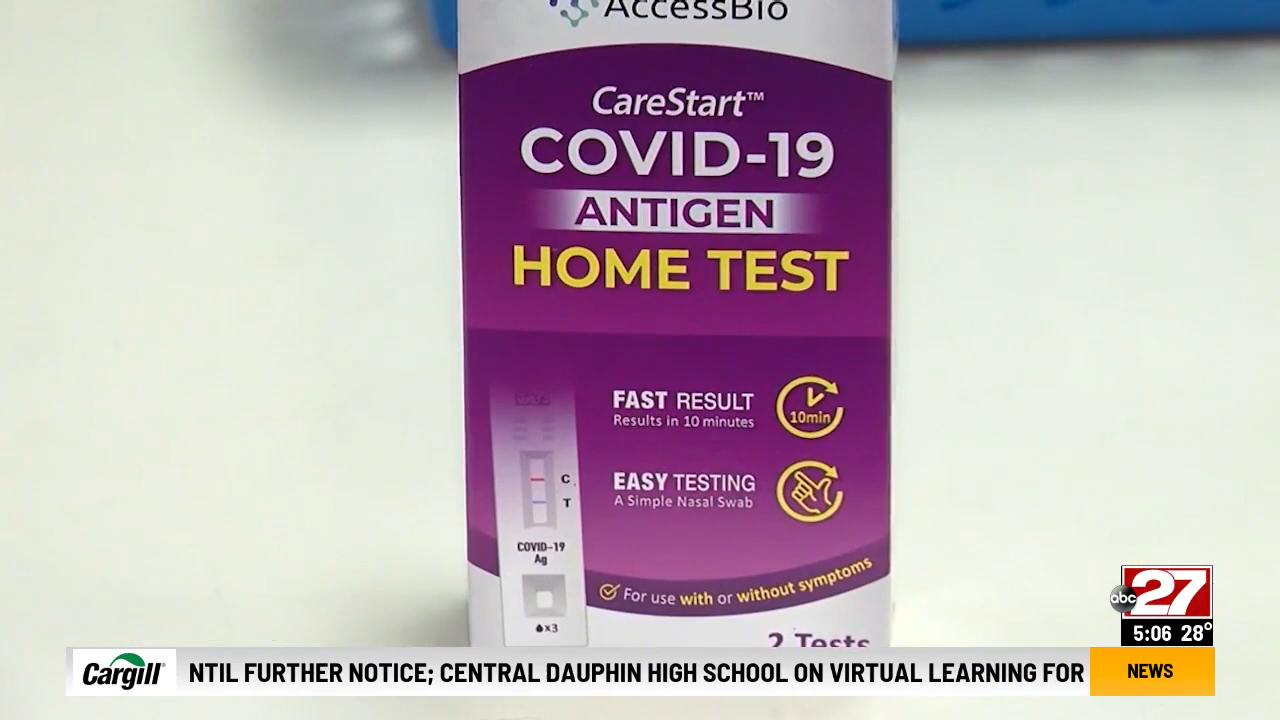 AccessBio
CareStart™
COVID-19
ANTIGEN
HOME TEST
FAST RESULT
Results in 10 minutes
10min
EASY TESTING
A Simple Nasal Swab
C
T
COVID-19
Ag
x3
For use with or without symptoms
2 Tests
abc 27
5:06 28°
Cargill
NTIL FURTHER NOTICE; CENTRAL DAUPHIN HIGH SCHOOL ON VIRTUAL LEARNING FOR
NEWS